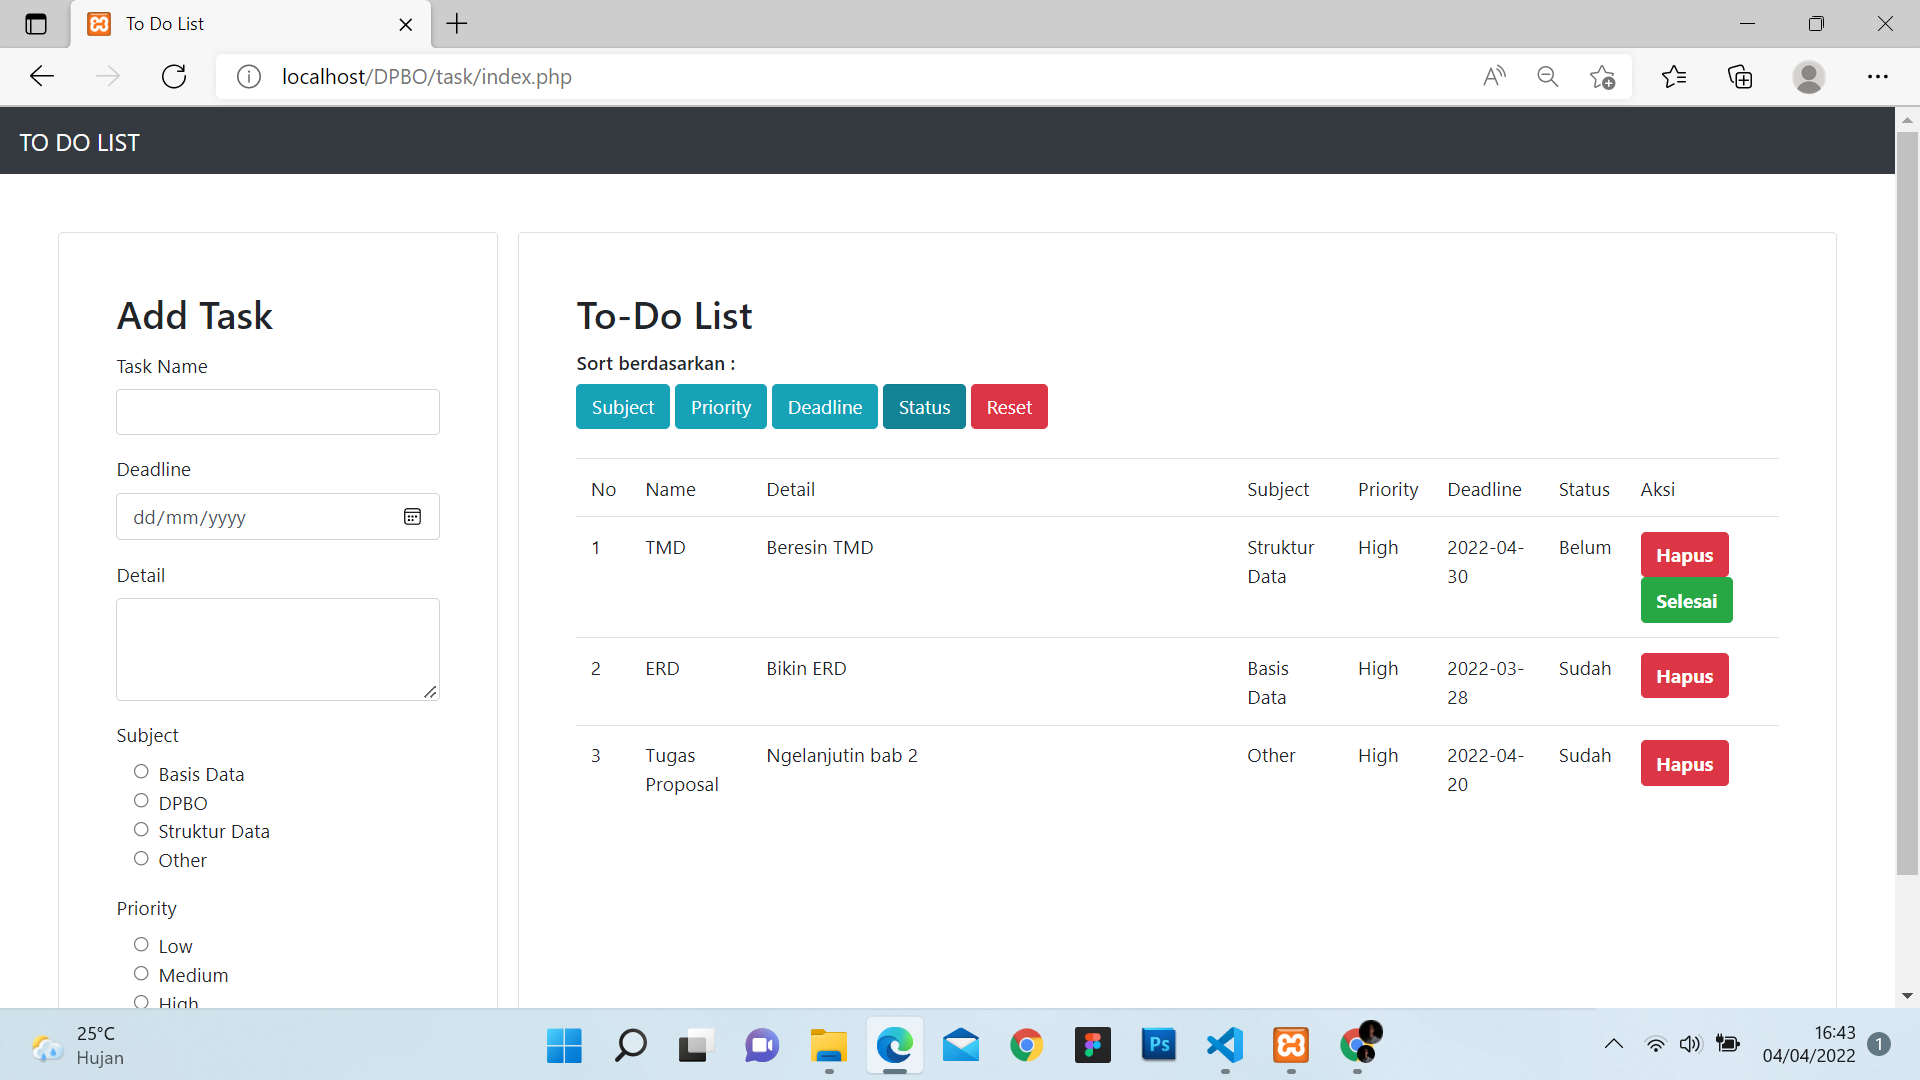 To Do List
localhost/DPBO/task/index.php
TO DO LIST
Add Task
Task Name
Deadline
dd/mm/yyyy
Detail
Subject
Basis Data
DPBO
Struktur Data
Other
Priority
Low
Medium
High
To-Do List
Sort berdasarkan :
Subject Priority Deadline Status Reset
No Name Detail Subject Priority Deadline Status Aksi
1 TMD Beresin TMD Struktur High 2022-04- Belum Hapus
Data 30
Selesai
2 ERD Bikin ERD Basis High 2022-03- Sudah Hapus
Data 28
3 Tugas Ngelanjutin bab 2 Other High 2022-04- Sudah Hapus
Proposal 20
25°C
Hujan
Ps
16:43
04/04/2022
1